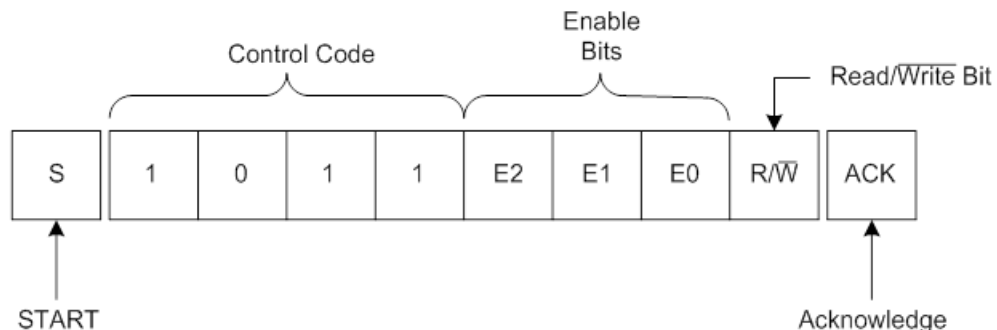 Enable
Bits
Control Code
Read/Write Bit
S 1 0 1 1 E2 E1 E0 R/W̅ ACK
START
Acknowledge